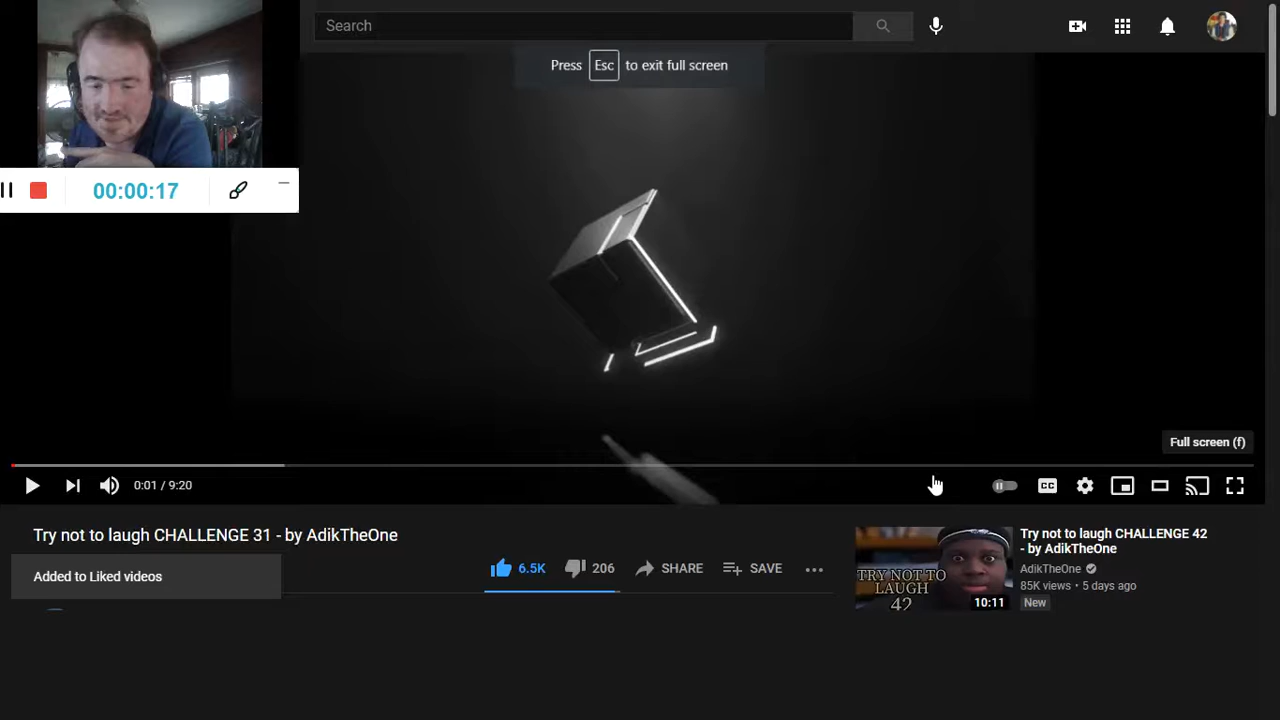 Search
Press Esc to exit full screen
00:00:17
Full screen (f)
0:01 / 9:20
CC
Try not to laugh CHALLENGE 31 - by AdikTheOne
Added to Liked videos
6.5K 206 SHARE SAVE
TRY NOT TO
LAUGH
42
10:11
Try not to laugh CHALLENGE 42
- by AdikTheOne
AdikTheOne
85K views • 5 days ago
New